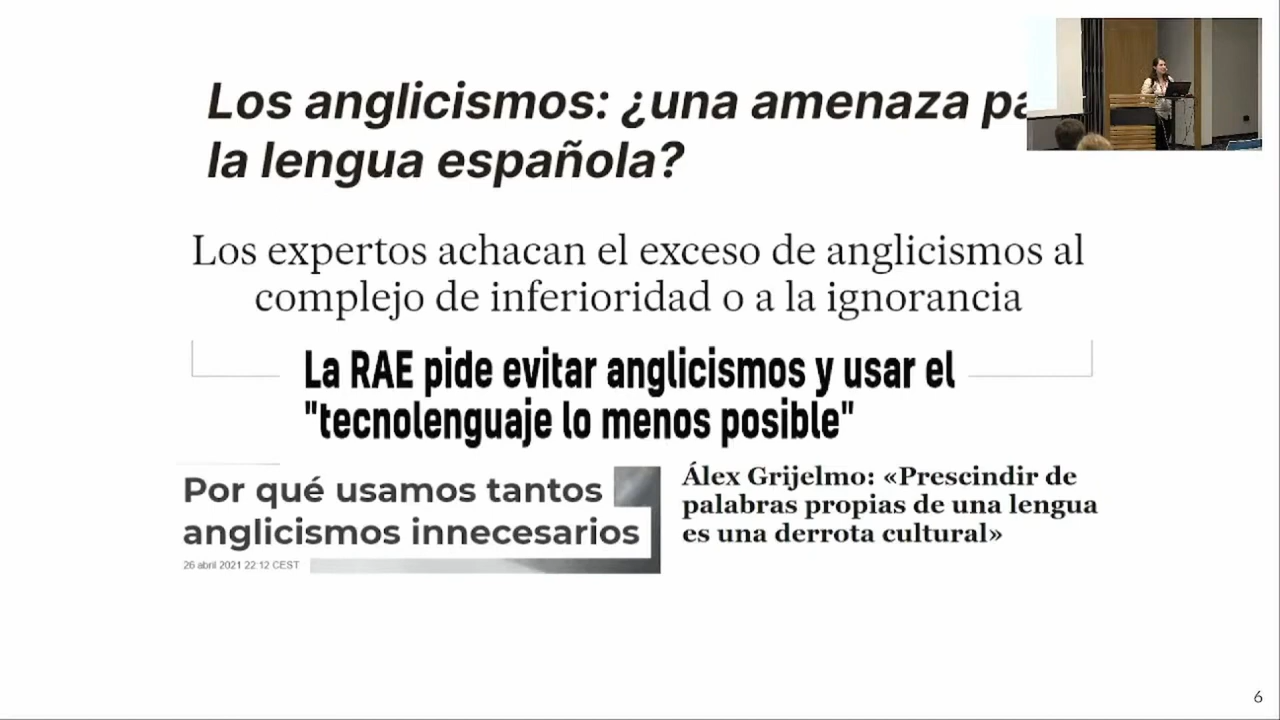 Los anglicismos: ¿una amenaza
la lengua española?
Los expertos achacan el exceso de anglicismos al
complejo de inferioridad o a la ignorancia
La RAE pide evitar anglicismos y usar el
"tecnolenguaje lo menos posible"
Por qué usamos tantos
anglicismos innecesarios
26 abril 2021 22:12 CEST
Álex Grijelmo: «Prescindir de
palabras propias de una lengua
es una derrota cultural»
6